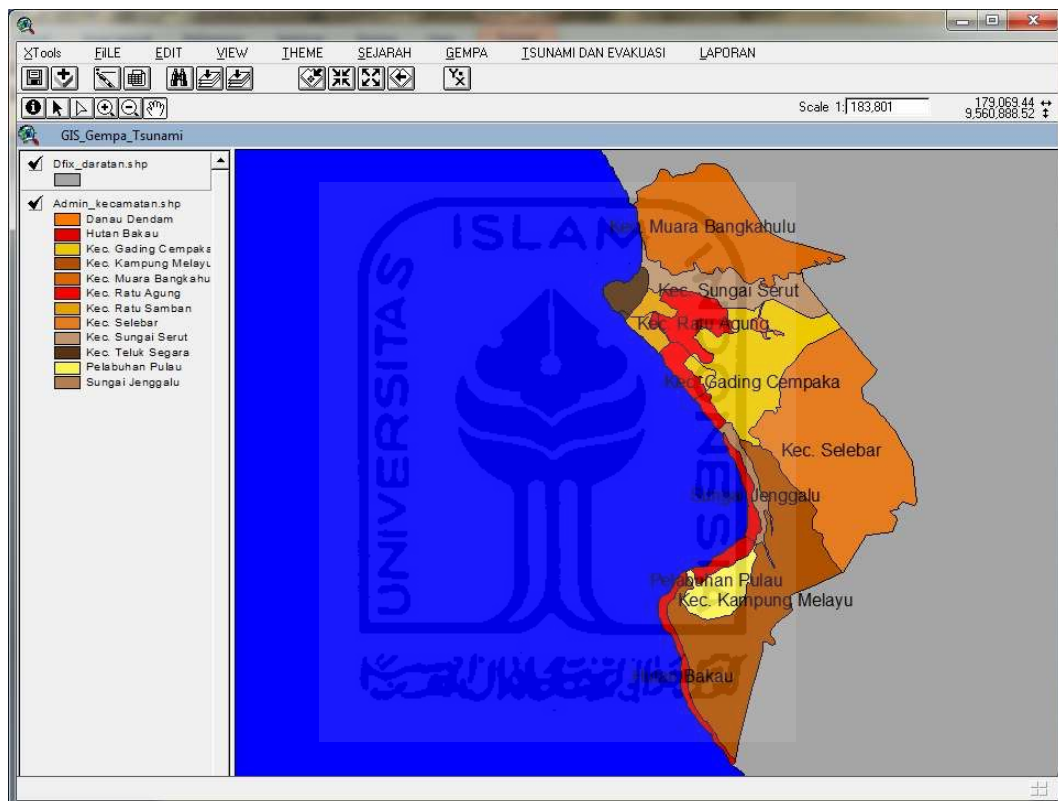 XTools FiILE EDIT VIEW THEME SEJARAH GEMPA TSUNAMI DAN EVAKUASI LAPORAN
Scale 1: 183,801
179,069.44
9,560,888.52
GIS_Gempa_Tsunami
Dfix_daratan.shp
Admin_kecamatan.shp
Danau Dendam
Hutan Bakau
Kec. Gading Cempaka
Kec. Kampung Melayu
Kec. Muara Bangkahu
Kec. Ratu Agung
Kec. Ratu Samban
Kec. Selebar
Kec. Sungai Serut
Kec. Teluk Segara
Pelabuhan Pulau
Sungai Jenggalu
Kec. Muara Bangkahulu
Kec. Sungai Serut
Kec. Ratu Agung
Kec. Gading Cempaka
Kec. Selebar
Sungai Jenggalu
Pelabuhan Pulau
Kec. Kampung Melayu
Hutan Bakau
UNIVERSITAS
ISLAM
INDONESIA